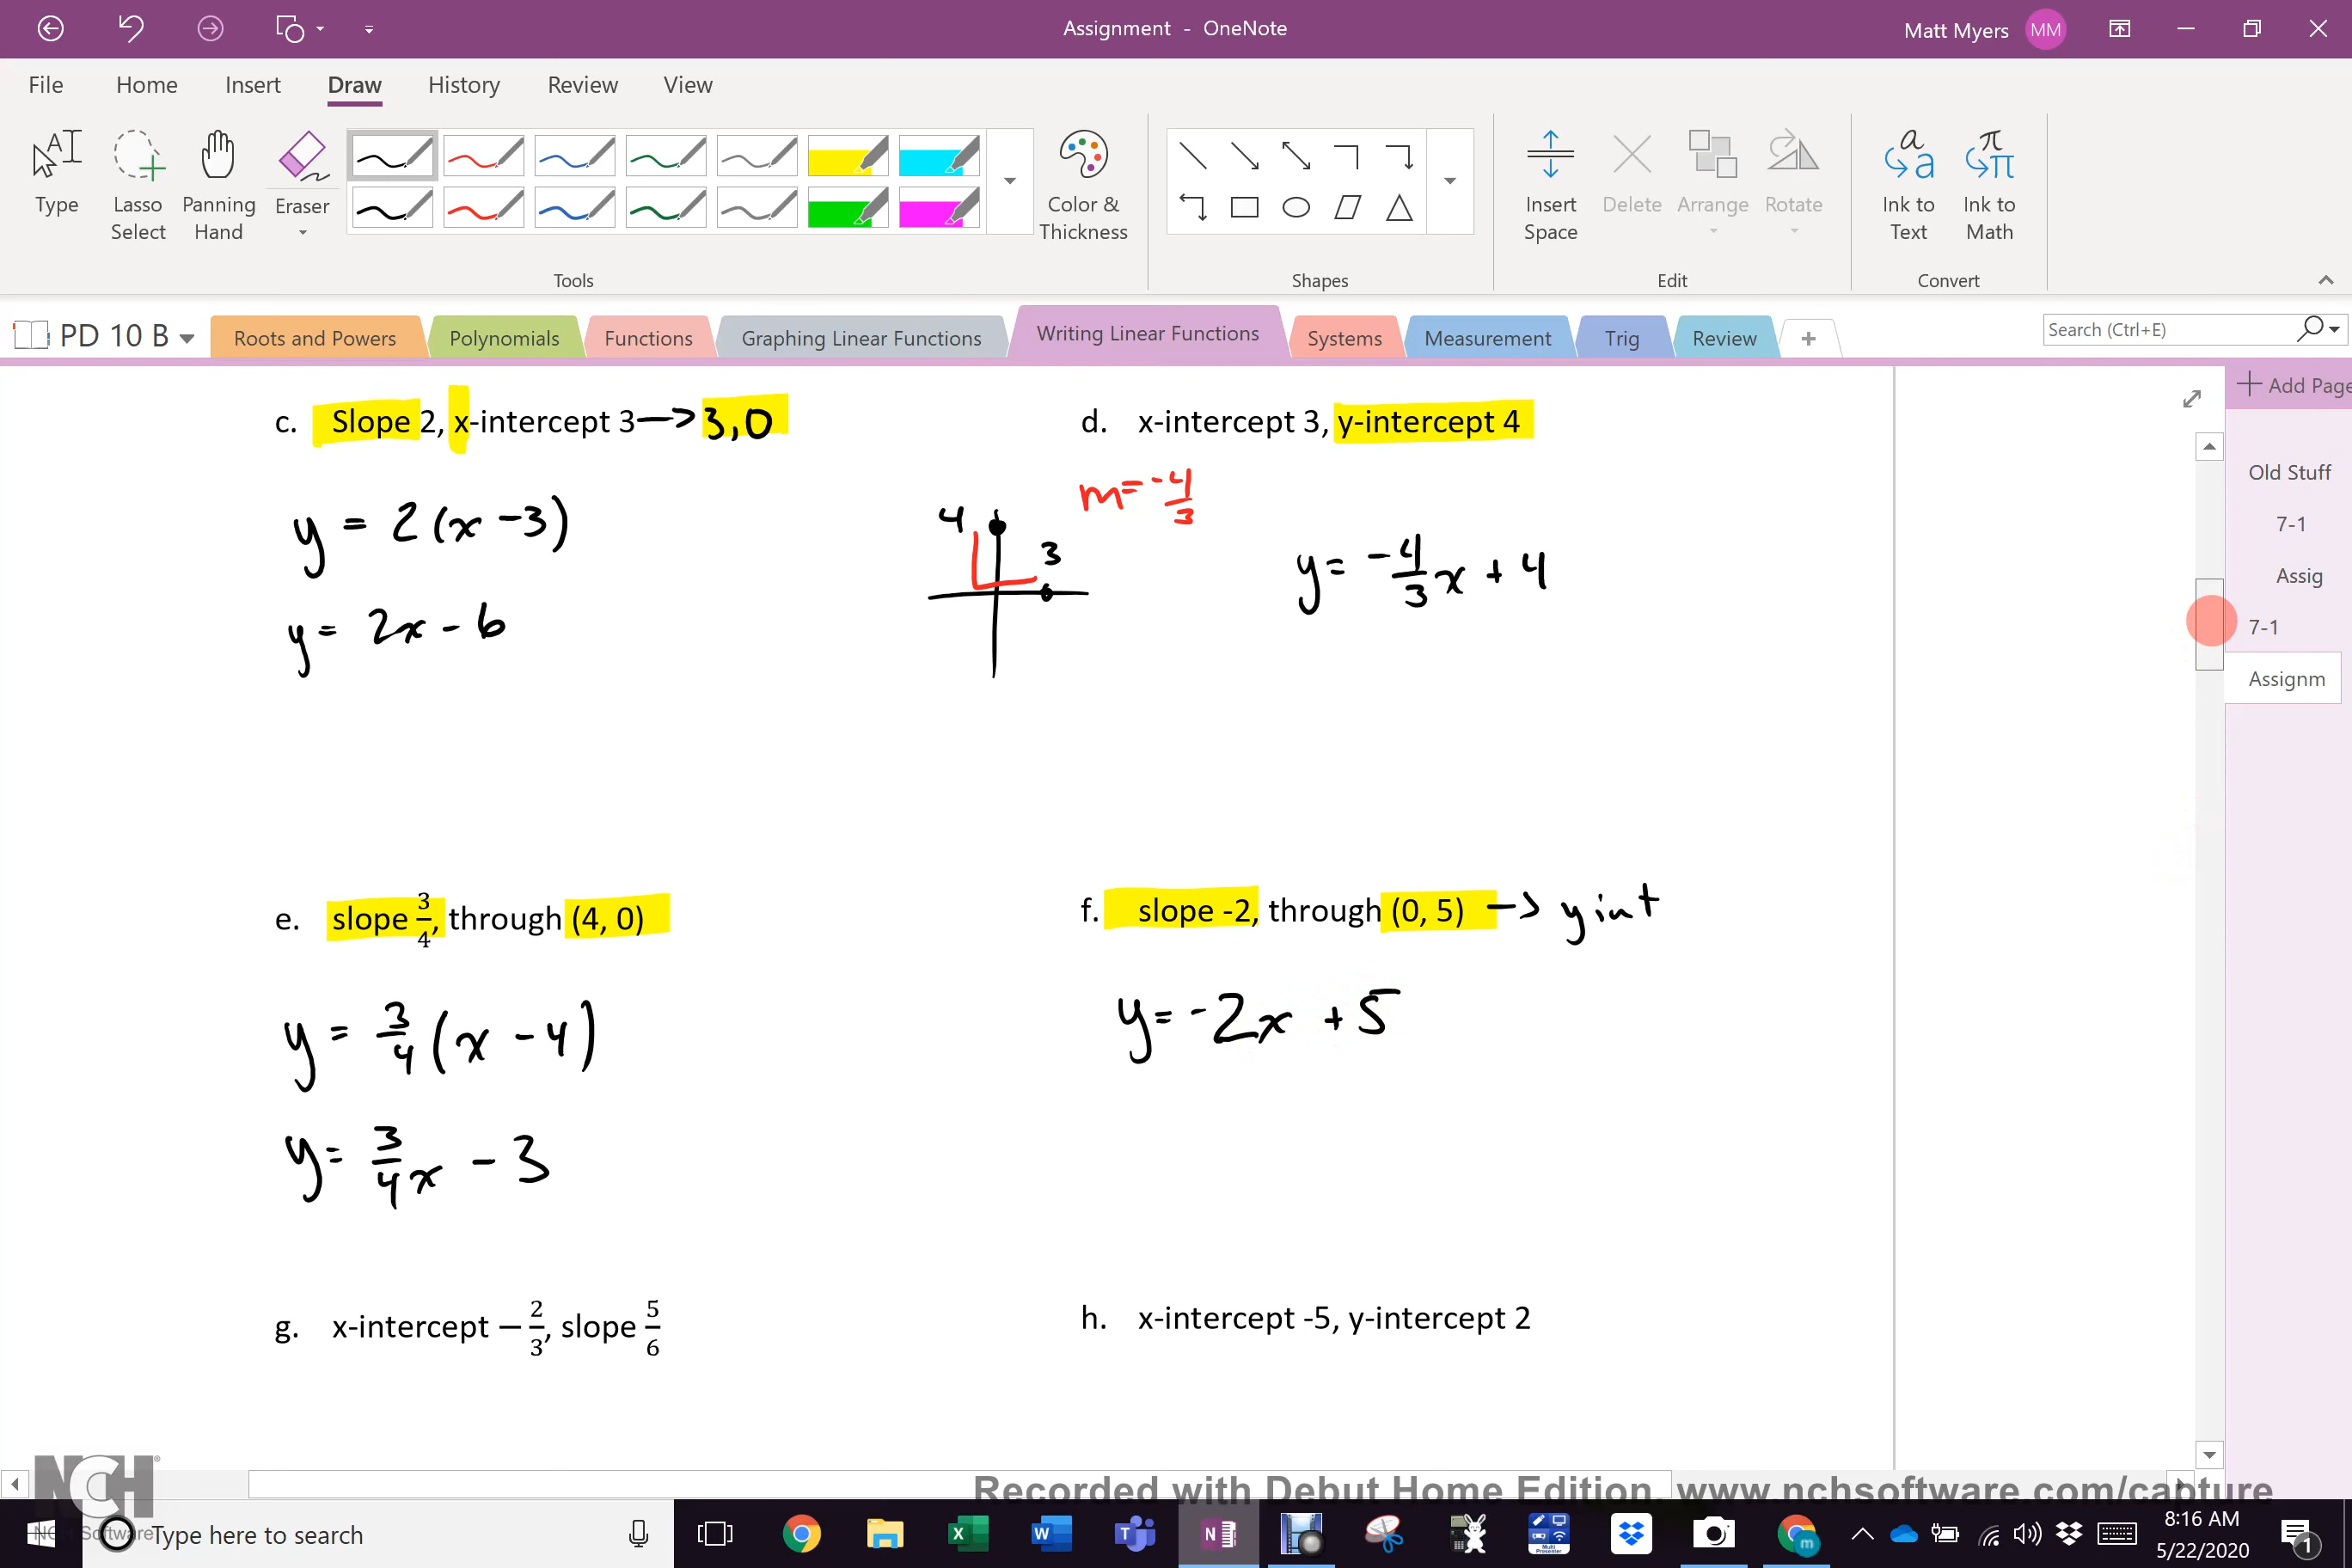 Assignment - OneNote
Matt Myers MM
File Home Insert Draw History Review View
Type
Lasso Select
Panning Hand
Eraser
Color & Thickness
Insert Space
Delete Arrange Rotate
Ink to Text
Ink to Math
Tools Shapes Edit Convert
PD 10 B Roots and Powers Polynomials Functions Graphing Linear Functions Writing Linear Functions Systems Measurement Trig Review +
Search (Ctrl+E)
Add Page
Old Stuff
7-1
Assig
7-1
Assignm
c. Slope 2, x-intercept 3 → 3,0
y = 2(x - 3)
y = 2x - 6
d. x-intercept 3, y-intercept 4
m = -4/3
4
3
y = -4/3 x + 4
e. slope 3/4, through (4, 0)
y = 3/4 (x - 4)
y = 3/4 x - 3
f. slope -2, through (0, 5) → y int
y = -2x + 5
g. x-intercept − 2/3, slope 5/6
h. x-intercept -5, y-intercept 2
NCH®
NCH Software
Recorded with Debut Home Edition. www.nchsoftware.com/capture
Type here to search
8:16 AM
5/22/2020
1